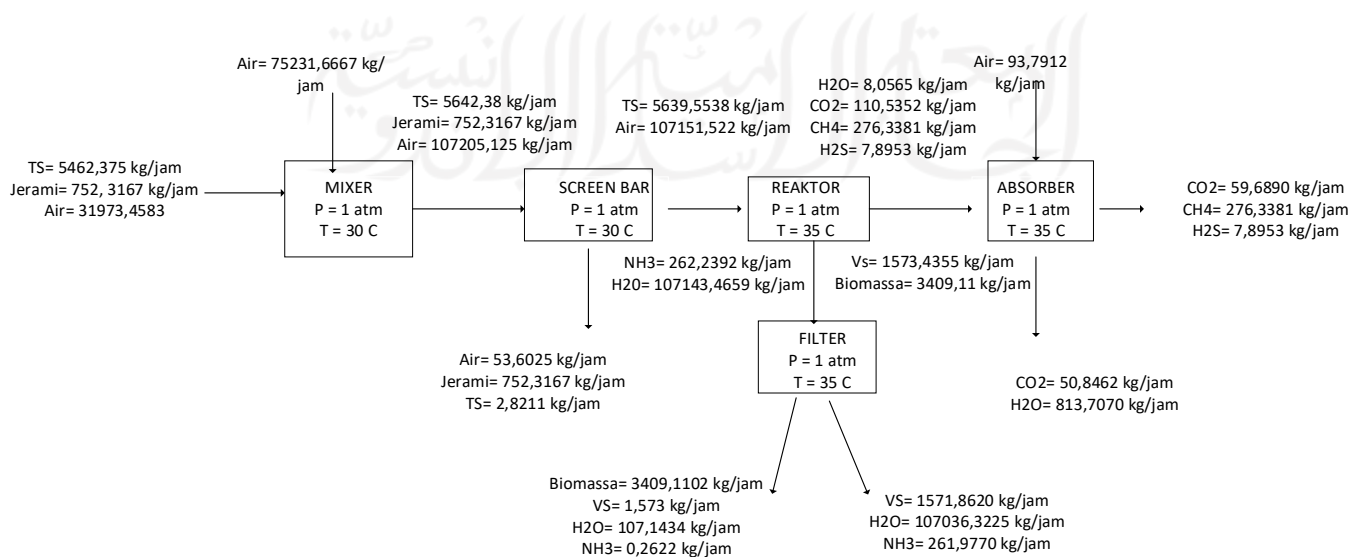 Air= 75231,6667 kg/
jam
TS= 5642,38 kg/jam
Jerami= 752,3167 kg/jam
Air= 107205,125 kg/jam
TS= 5639,5538 kg/jam
Air= 107151,522 kg/jam
H2O= 8,0565 kg/jam
CO2= 110,5352 kg/jam
CH4= 276,3381 kg/jam
H2S= 7,8953 kg/jam
Air= 93,7912
kg/jam
TS= 5462,375 kg/jam
Jerami= 752, 3167 kg/jam
Air= 31973,4583
MIXER
P = 1 atm
T = 30 C
SCREEN BAR
P = 1 atm
T = 30 C
REAKTOR
P = 1 atm
T = 35 C
ABSORBER
P = 1 atm
T = 35 C
CO2= 59,6890 kg/jam
CH4= 276,3381 kg/jam
H2S= 7,8953 kg/jam
NH3= 262,2392 kg/jam
H20= 107143,4659 kg/jam
Vs= 1573,4355 kg/jam
Biomassa= 3409,11 kg/jam
FILTER
P = 1 atm
T = 35 C
Air= 53,6025 kg/jam
Jerami= 752,3167 kg/jam
TS= 2,8211 kg/jam
CO2= 50,8462 kg/jam
H2O= 813,7070 kg/jam
Biomassa= 3409,1102 kg/jam
VS= 1,573 kg/jam
H2O= 107,1434 kg/jam
NH3= 0,2622 kg/jam
VS= 1571,8620 kg/jam
H2O= 107036,3225 kg/jam
NH3= 261,9770 kg/jam